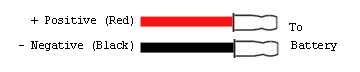 + Positive (Red)
- Negative (Black)
To
Battery